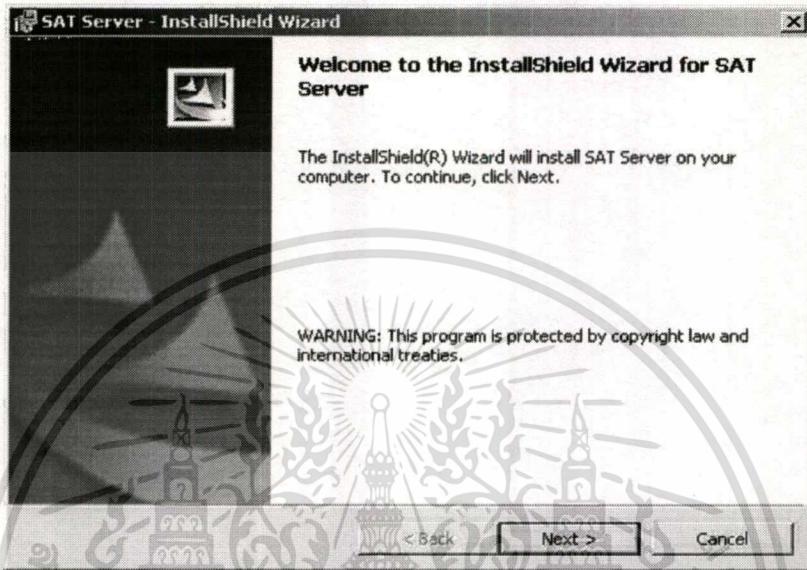 SAT Server - InstallShield Wizard
Welcome to the InstallShield Wizard for SAT
Server
The InstallShield(R) Wizard will install SAT Server on your
computer. To continue, click Next.
WARNING: This program is protected by copyright law and
international treaties.
< Back
Next >
Cancel